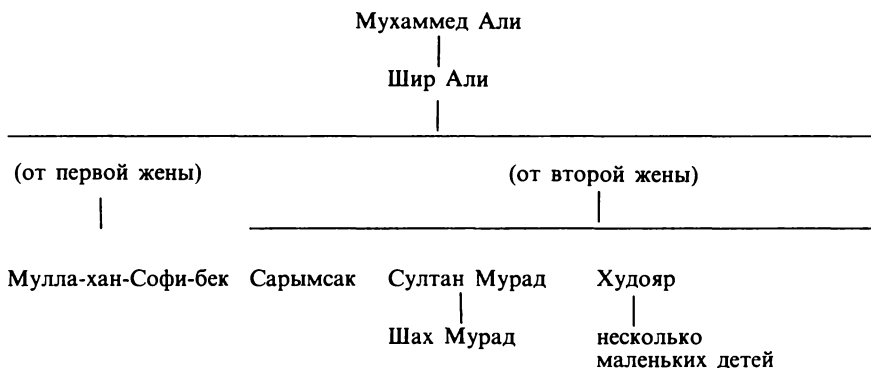 Мухаммед Али
Шир Али
(от первой жены) (от второй жены)
Мулла-хан-Софи-бек Сарымсак Султан Мурад Худояр
Шах Мурад несколько
маленьких детей